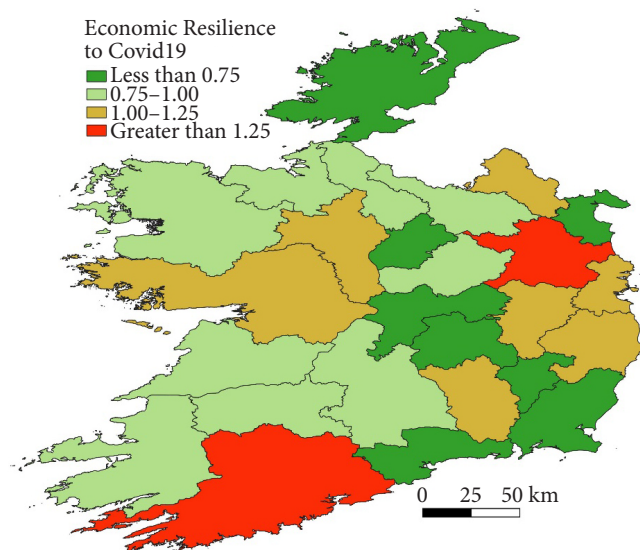 Economic Resilience
to Covid19
Less than 0.75
0.75–1.00
1.00–1.25
Greater than 1.25
0 25 50 km